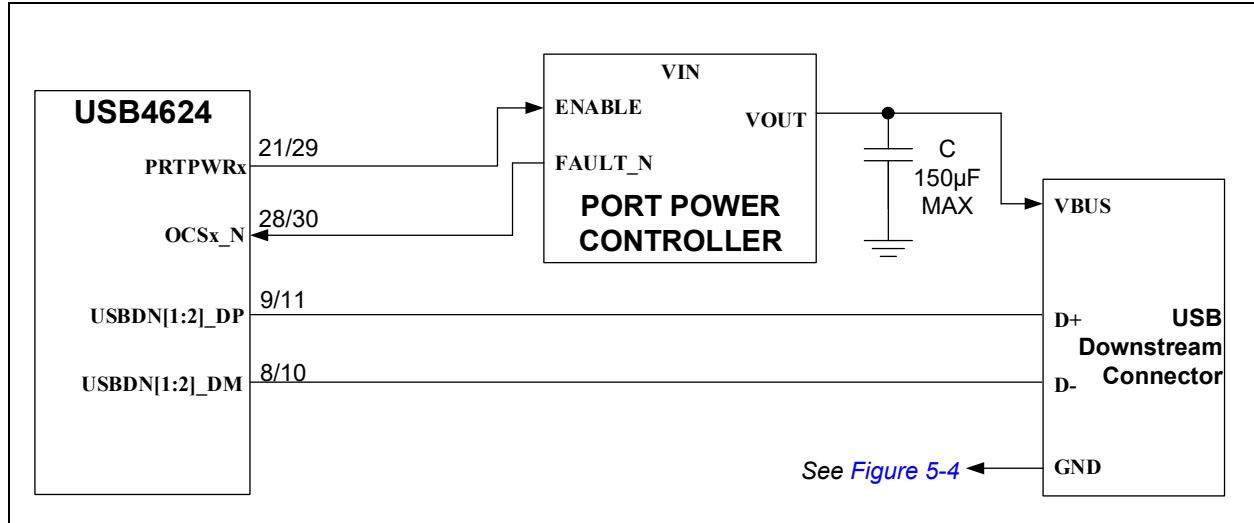 USB4624
PRTPWRx
21/29
OCSx_N
28/30
USBDN[1:2]_DP
9/11
USBDN[1:2]_DM
8/10
VIN
ENABLE
VOUT
FAULT_N
PORT POWER
CONTROLLER
C
150µF
MAX
VBUS
D+
USB
Downstream
Connector
D-
GND
See Figure 5-4